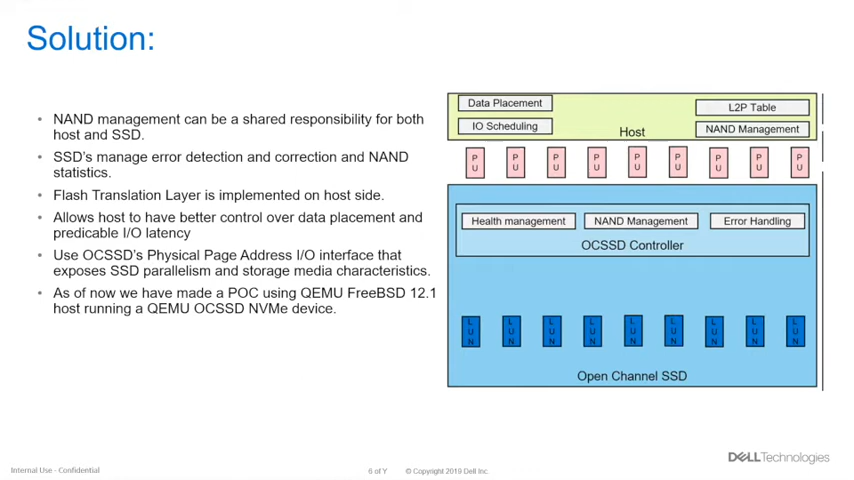 Solution:
• NAND management can be a shared responsibility for both
host and SSD.
• SSD's manage error detection and correction and NAND
statistics.
• Flash Translation Layer is implemented on host side.
• Allows host to have better control over data placement and
predicable I/O latency
• Use OCSSD's Physical Page Address I/O interface that
exposes SSD parallelism and storage media characteristics.
• As of now we have made a POC using QEMU FreeBSD 12.1
host running a QEMU OCSSD NVMe device.
Data Placement
L2P Table
IO Scheduling
Host
NAND Management
PU PU PU PU PU PU PU PU PU
Health management
NAND Management
Error Handling
OCSSD Controller
LUN LUN LUN LUN LUN LUN LUN LUN LUN
Open Channel SSD
Internal Use - Confidential
6 of Y
© Copyright 2019 Dell Inc.
DELLTechnologies